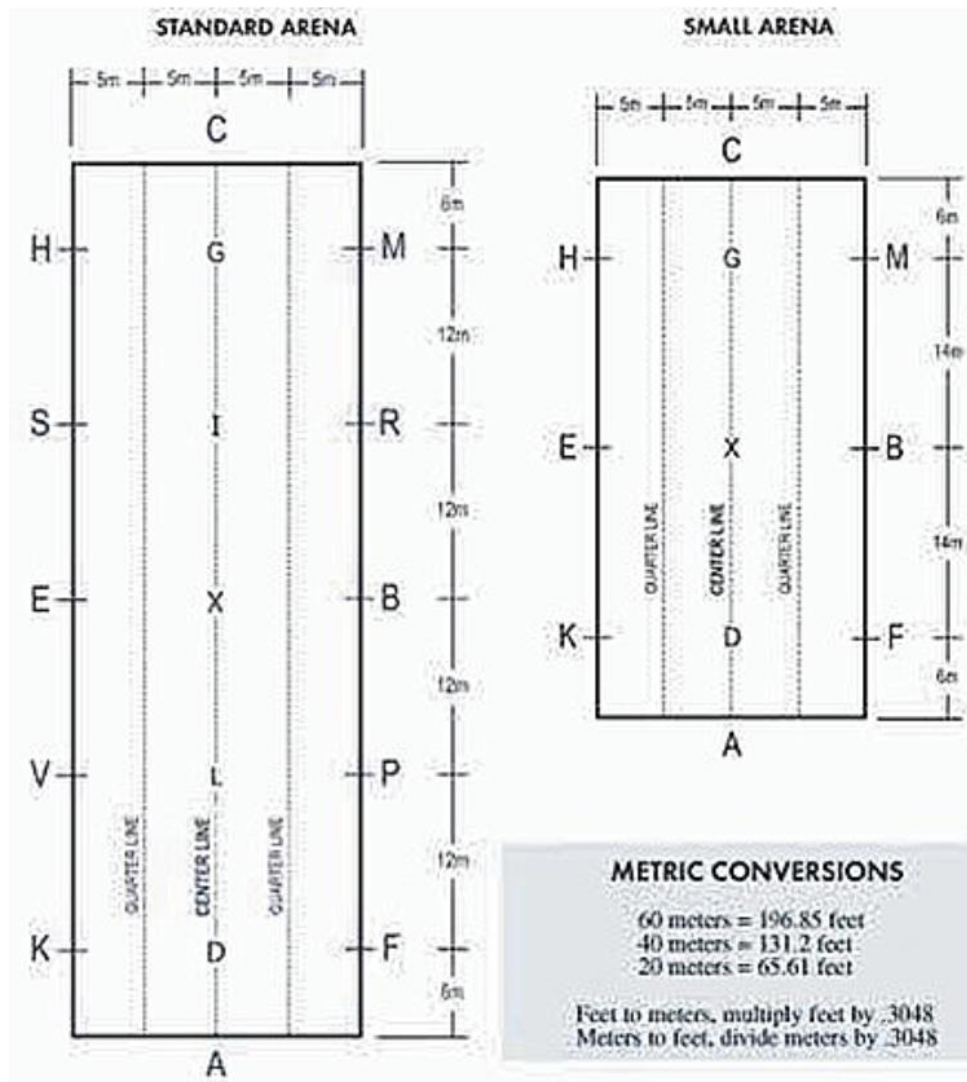 STANDARD ARENA
5m 5m 5m 5m
C
6m
H G M
12m
S I R
12m
E X B
12m
V L P
QUARTER LINE CENTER LINE QUARTER LINE
12m
K D F
6m
A
SMALL ARENA
5m 5m 5m 5m
C
6m
H G M
14m
E X B
QUARTER LINE CENTER LINE QUARTER LINE
14m
K D F
6m
A
METRIC CONVERSIONS
60 meters = 196.85 feet
40 meters = 131.2 feet
20 meters = 65.61 feet
Feet to meters, multiply feet by .3048
Meters to feet, divide meters by .3048